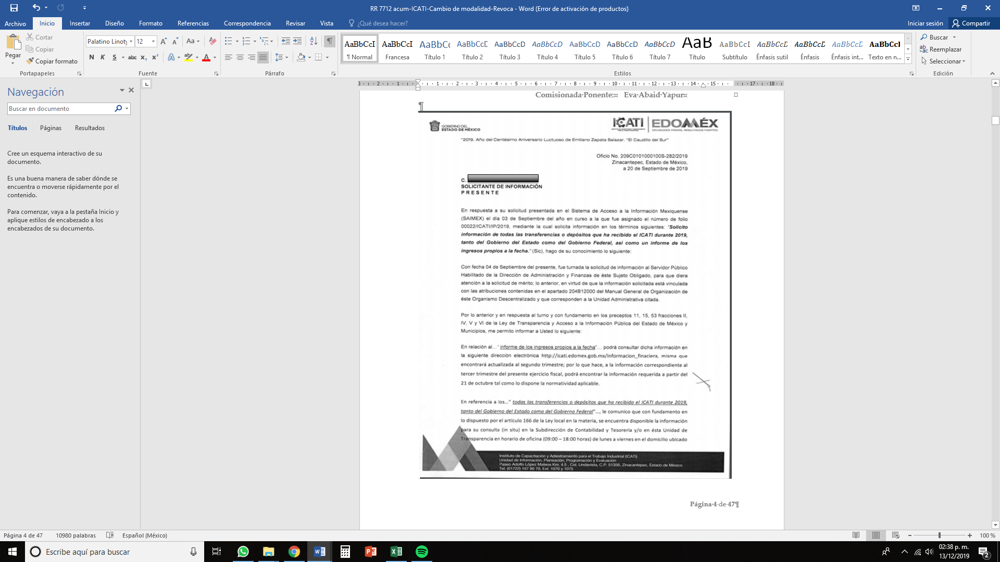 RR 7712 acum-ICATI-Cambio de modalidad-Revoca - Word (Error de activación de productos)
Archivo Inicio Insertar Diseño Formato Referencias Correspondencia Revisar Vista ¿Qué desea hacer? Iniciar sesión Compartir
Pegar
Cortar
Copiar
Copiar formato
Portapapeles
Palatino Linoty 12
Fuente
Párrafo
AaBbCcI AaBbCcI AaBbCc AaBbCcD AaBbCcD AaBbCcD AaBbCcD AaBbCcD AaBbCcD AaB AaBbCcI AaBbCcD AaBbCcD AaBbCcD AaBbCcI
¶ Normal Francesa Título 1 Título 2 Título 3 Título 4 Título 5 Título 6 Título 7 Título Subtítulo Énfasis sutil Énfasis Énfasis int... Texto en n...
Estilos
Buscar
Reemplazar
Seleccionar
Edición
3 2 1 1 2 3 4 5 6 7 8 9 10 11 12 13 14 15 17 18
Navegación
Buscar en documento
Títulos Páginas Resultados
Cree un esquema interactivo de su
documento.
Es una buena manera de saber dónde se
encuentra o moverse rápidamente por el
contenido.
Para comenzar, vaya a la pestaña Inicio y
aplique estilos de encabezado a los
encabezados de su documento.
Comisionada·Ponente:¤ Eva·Abaid·Yapur¤ ¤
¶
GOBIERNO DEL
ESTADO DE MÉXICO
ICATI EDOMÉX
DECISIONES FIRMES, RESULTADOS FUERTES.
"2019. Año del Centésimo Aniversario Luctuoso de Emiliano Zapata Salazar. "El Caudillo del Sur"
Oficio No. 209C0101000100S-282/2019
Zinacantepec, Estado de México,
a 20 de Septiembre de 2019
C.
SOLICITANTE DE INFORMACIÓN
P R E S E N T E
En respuesta a su solicitud presentada en el Sistema de Acceso a la Información Mexiquense
(SAIMEX) el día 03 de Septiembre del año en curso a la que fue asignado el número de folio
00022/ICATI/IP/2019, mediante la cual solicita información en los términos siguientes: "Solicito
información de todas las transferencias o depósitos que ha recibido el ICATI durante 2019,
tanto del Gobierno del Estado como del Gobierno Federal, así como un informe de los
ingresos propios a la fecha." (Sic), hago de su conocimiento lo siguiente:
Con fecha 04 de Septiembre del presente, fue turnada la solicitud de información al Servidor Público
Habilitado de la Dirección de Administración y Finanzas de éste Sujeto Obligado, para que diera
atención a la solicitud de mérito; lo anterior, en virtud de que la información solicitada está vinculada
con las atribuciones contenidas en el apartado 204B12000 del Manual General de Organización de
éste Organismo Descentralizado y que corresponden a la Unidad Administrativa citada.
Por lo anterior y en respuesta al turno y con fundamento en los preceptos 11, 15, 53 fracciones II,
IV, V y VI de la Ley de Transparencia y Acceso a la Información Pública del Estado de México y
Municipios, me permito informar a Usted lo siguiente:
En relación al..." informe de los ingresos propios a la fecha"... podrá consultar dicha información en
la siguiente dirección electrónica http://icati.edomex.gob.mx/informacion_finaciera, misma que
encontrará actualizada al segundo trimestre; por lo que hace, a la información correspondiente al
tercer trimestre del presente ejercicio fiscal, podrá encontrar la información requerida a partir del
21 de octubre tal como lo dispone la normatividad aplicable.
En referencia a los..." todas las transferencias o depósitos que ha recibido el ICATI durante 2019,
tanto del Gobierno del Estado como del Gobierno Federal"..., le comunico que con fundamento en
lo dispuesto por el artículo 166 de la Ley local en la materia, se encuentra disponible la información
para su consulta (in situ) en la Subdirección de Contabilidad y Tesorería y/o en ésta Unidad de
Transparencia en horario de oficina (09:00 – 18:00 horas) de lunes a viernes en el domicilio ubicado
Instituto de Capacitación y Adiestramiento para el Trabajo Industrial (ICATI)
Unidad de Información, Planeación, Programación y Evaluación
Paseo Adolfo López Mateos Km. 4.5 , Col. Lindavista, C.P. 51356, Zinacantepec, Estado de México
Tel. (01722) 167 90 70, Ext. 1070 y 1075
Página·4·de·47¶
Página 4 de 47 10980 palabras Español (México) 100 %
Escribe aquí para buscar
02:38 p. m.
13/12/2019
2